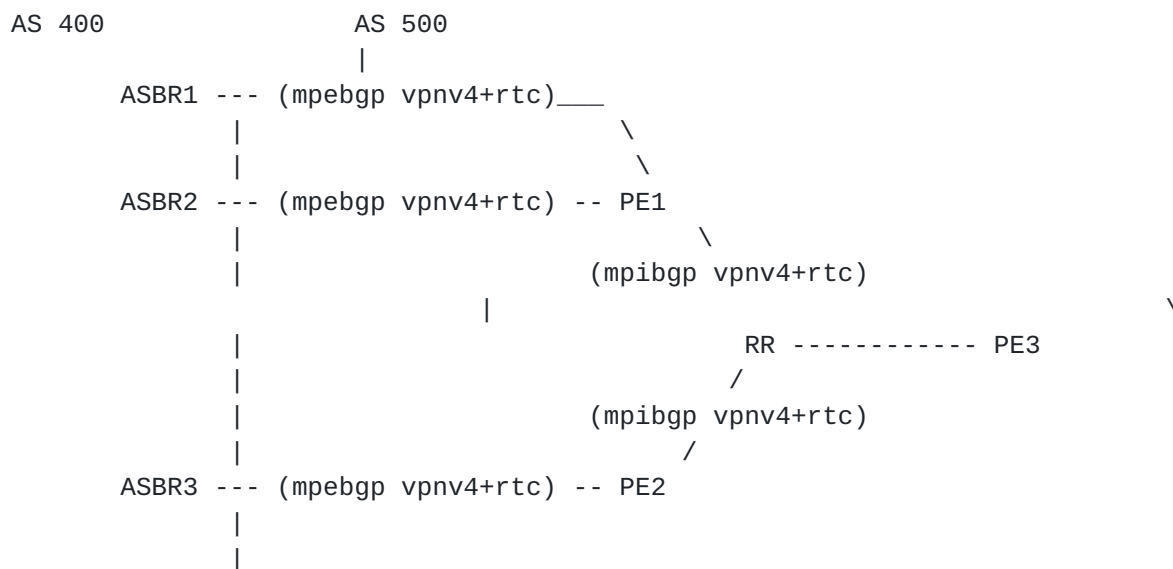 AS 400                AS 500
                      |
       ASBR1 --- (mpebgp vpnv4+rtc)___
              |                        \
              |                         \
       ASBR2 --- (mpebgp vpnv4+rtc) -- PE1
              |                             \
              |                      (mpibgp vpnv4+rtc)
                              |                                           \
              |                                RR ------------ PE3
              |                               /
              |                      (mpibgp vpnv4+rtc)
              |                            /
       ASBR3 --- (mpebgp vpnv4+rtc) -- PE2
              |
              |